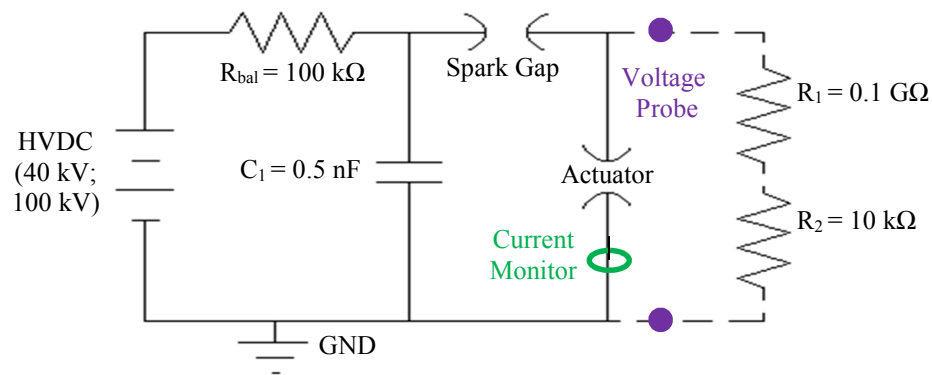 R_bal = 100 kΩ
Spark Gap
Voltage
Probe
R₁ = 0.1 GΩ
HVDC
(40 kV;
100 kV)
C₁ = 0.5 nF
Actuator
R₂ = 10 kΩ
Current
Monitor
GND